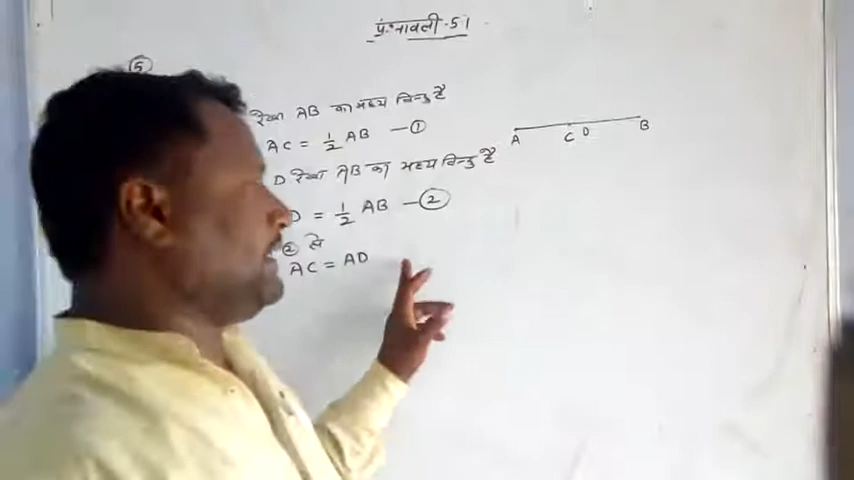 प्रश्नावली-5.1
5
रेखा AB का मध्य बिन्दु है
AC = 1/2 AB — ①
A C D B
D रेखा AB का मध्य बिन्दु है
D = 1/2 AB — ②
② से
AC = AD